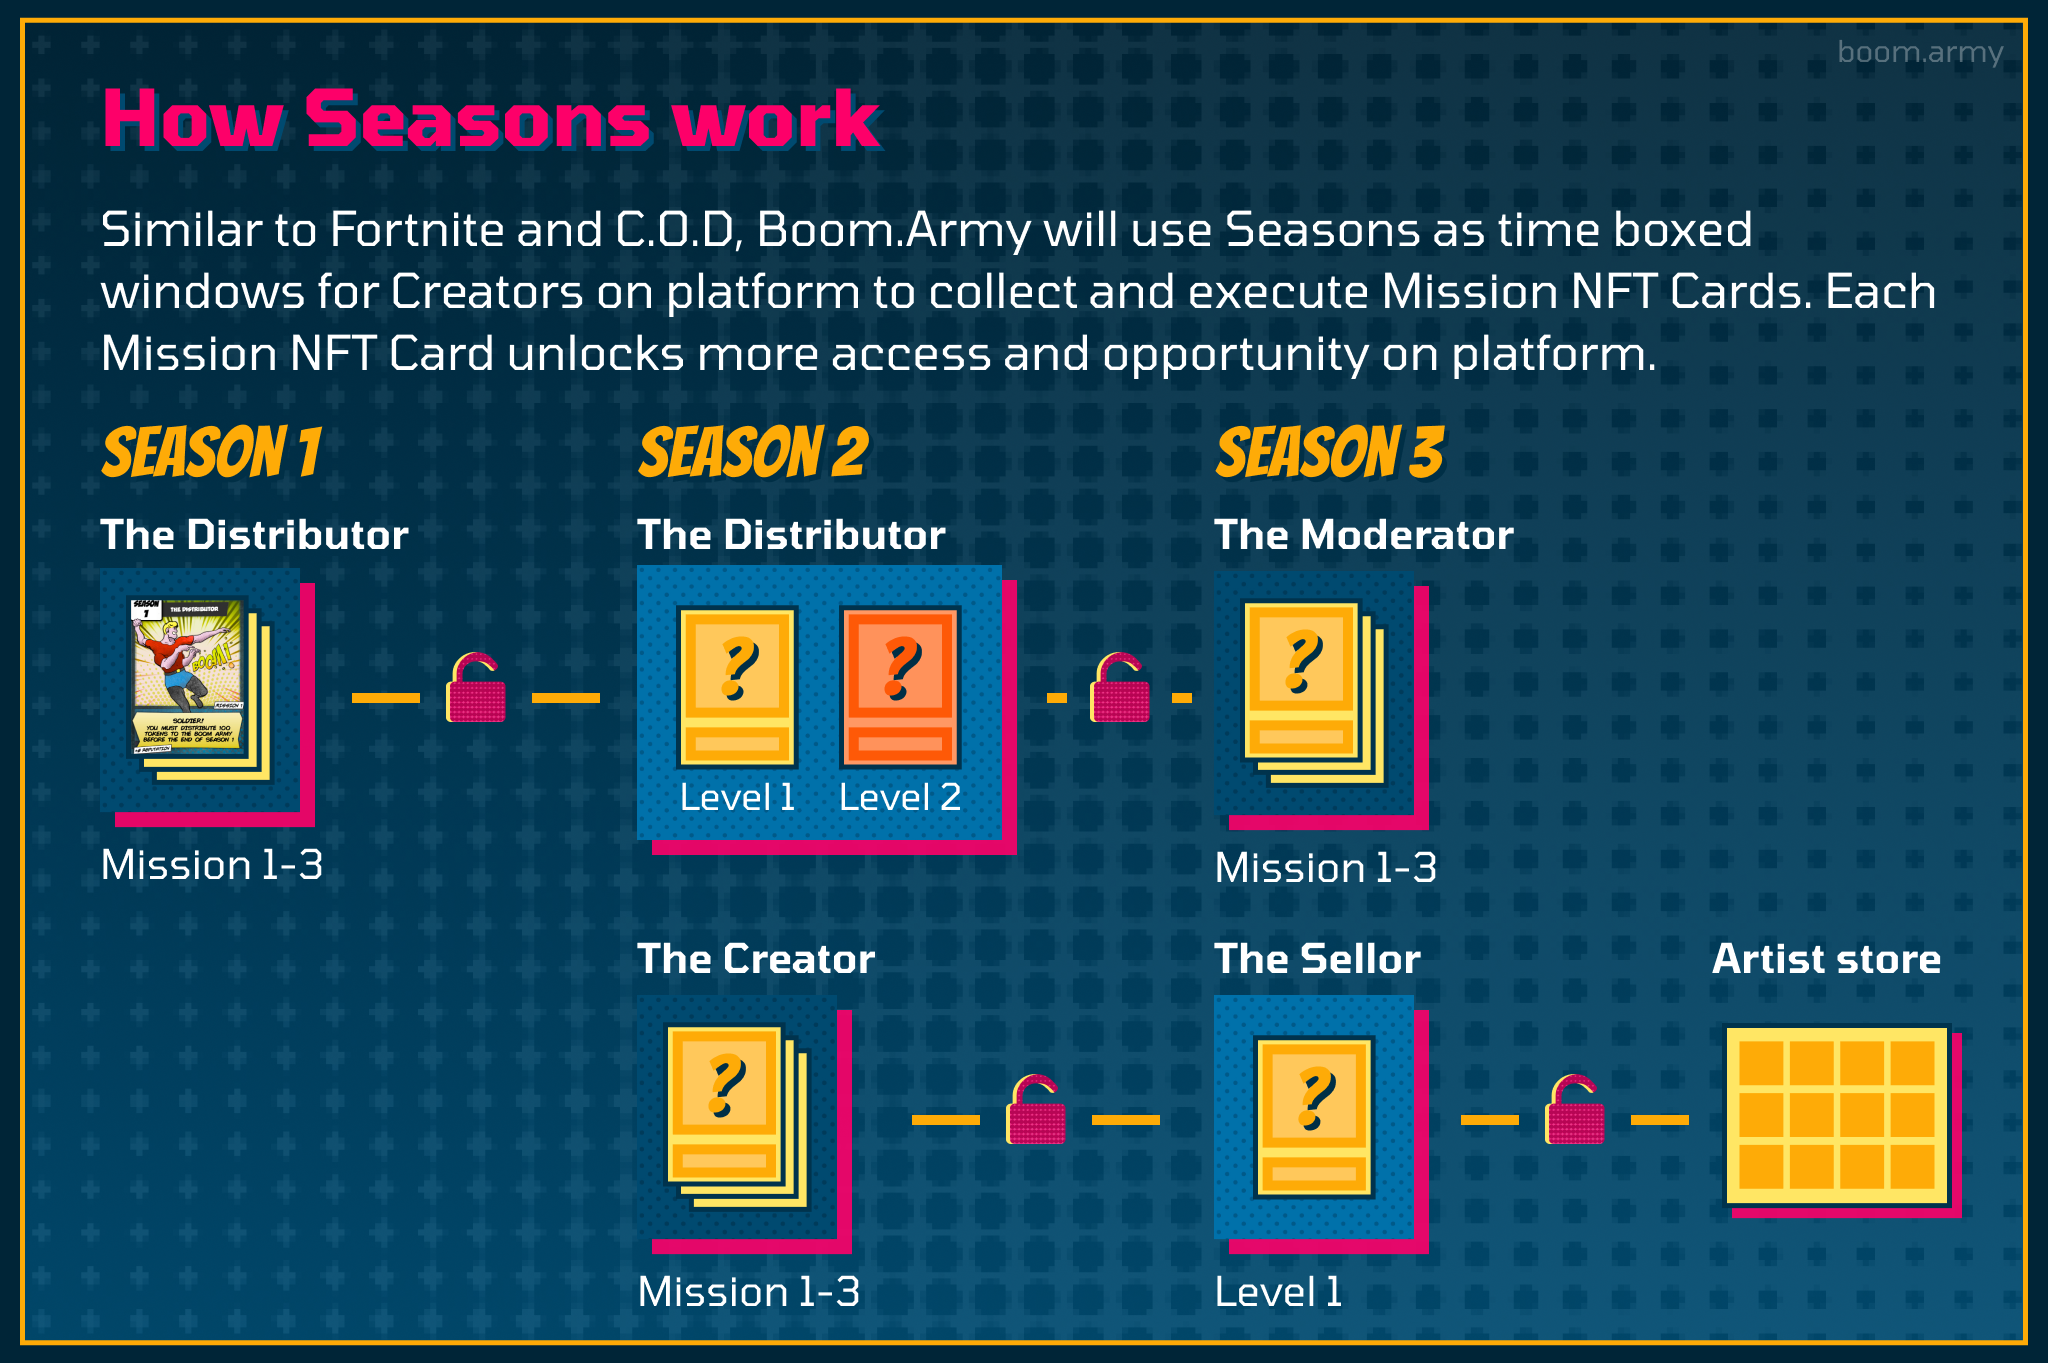 boom.army
How Seasons work
Similar to Fortnite and C.O.D, Boom.Army will use Seasons as time boxed
windows for Creators on platform to collect and execute Mission NFT Cards. Each
Mission NFT Card unlocks more access and opportunity on platform.
SEASON 1
SEASON 2
SEASON 3
The Distributor
The Distributor
The Moderator
SEASON
1
THE DISTRIBUTOR
BOOM!
MISSION 1
SOLDIER!
YOU MUST DISTRIBUTE 100
TOKENS TO THE BOOM ARMY
BEFORE THE END OF SEASON 1
?
?
?
Level 1
Level 2
Mission 1-3
Mission 1-3
The Creator
The Sellor
Artist store
?
?
Mission 1-3
Level 1